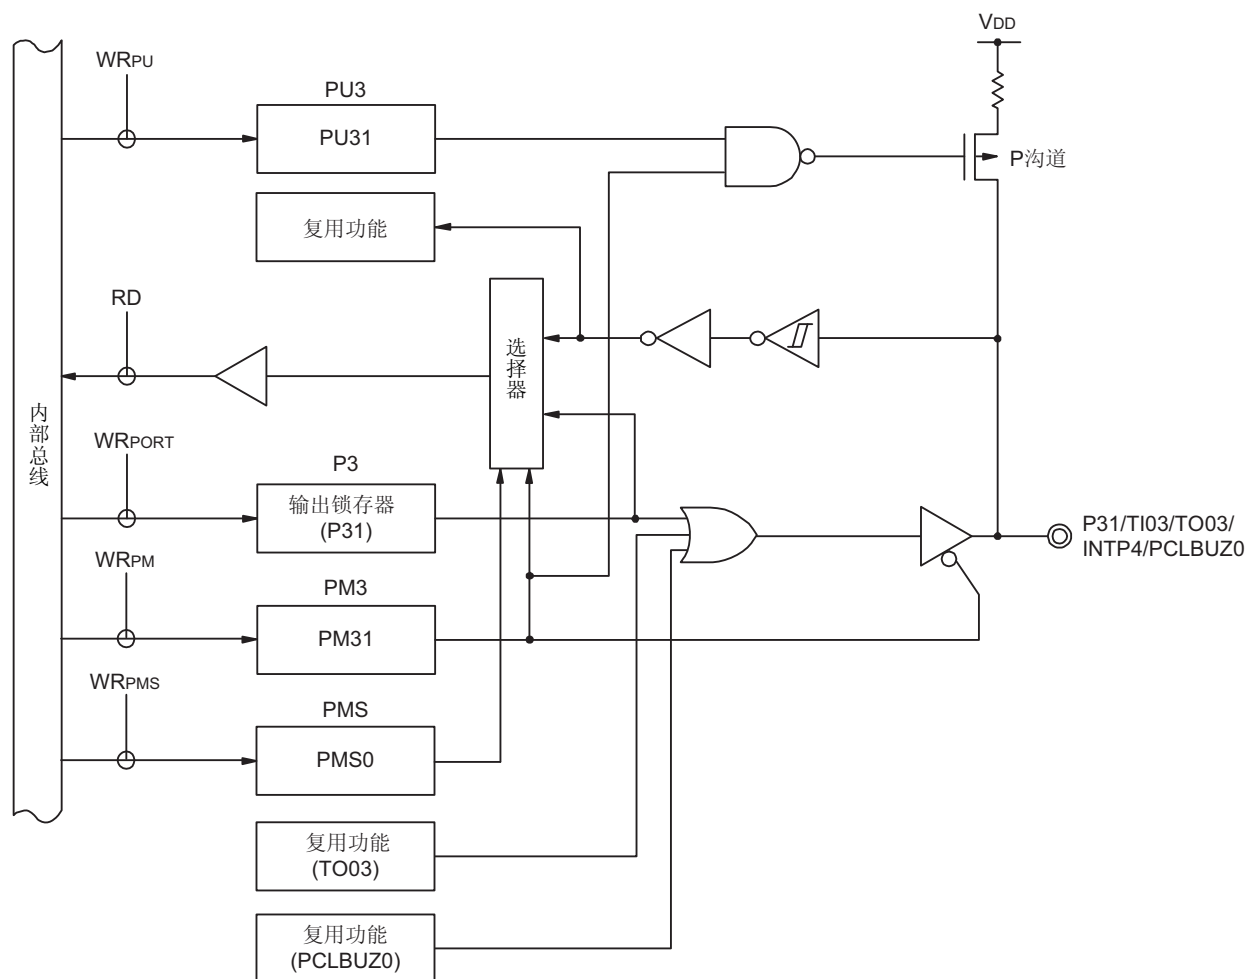 VDD
WRPU
PU3
PU31
P沟道
复用功能
RD
选择器
内部总线
WRPORT
P3
输出锁存器
(P31)
P31/TI03/TO03/
INTP4/PCLBUZ0
WRPM
PM3
PM31
WRPMS
PMS
PMS0
复用功能
(TO03)
复用功能
(PCLBUZ0)